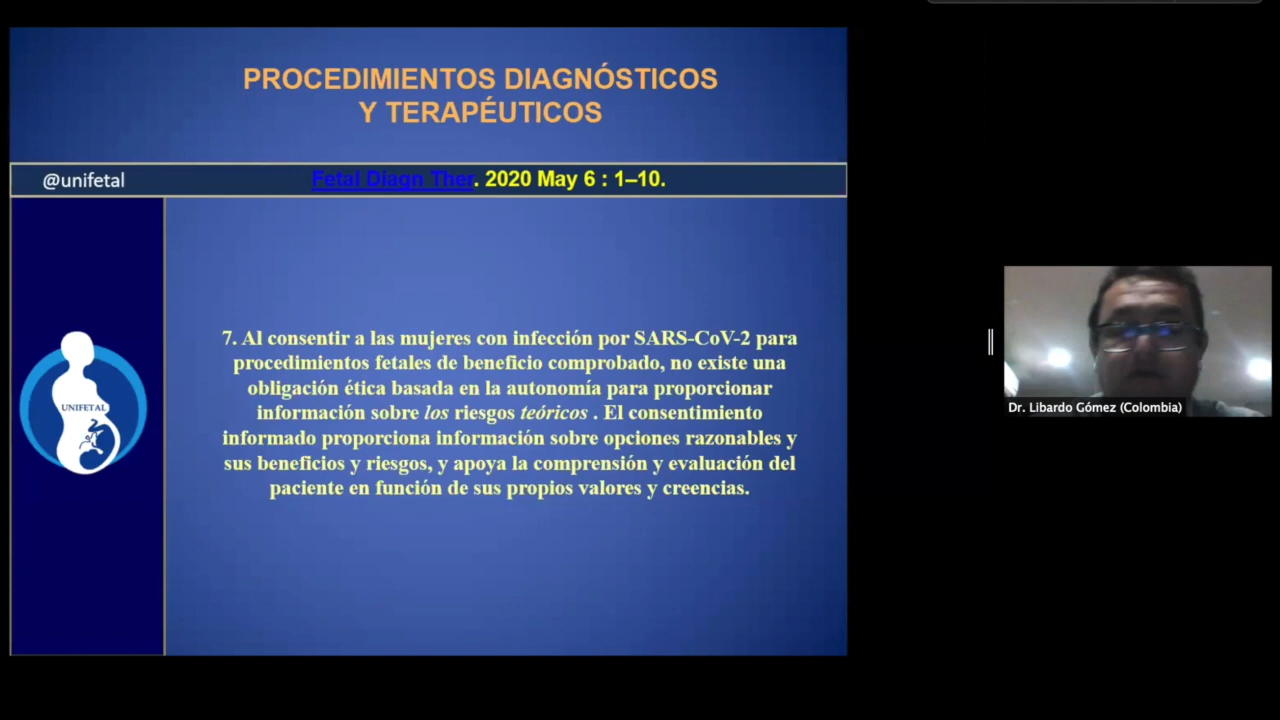 PROCEDIMIENTOS DIAGNÓSTICOS
Y TERAPÉUTICOS
@unifetal
Fetal Diagn Ther. 2020 May 6 : 1–10.
7. Al consentir a las mujeres con infección por SARS-CoV-2 para
procedimientos fetales de beneficio comprobado, no existe una
obligación ética basada en la autonomía para proporcionar
información sobre los riesgos teóricos . El consentimiento
informado proporciona información sobre opciones razonables y
sus beneficios y riesgos, y apoya la comprensión y evaluación del
paciente en función de sus propios valores y creencias.
UNIFETAL
Dr. Libardo Gómez (Colombia)